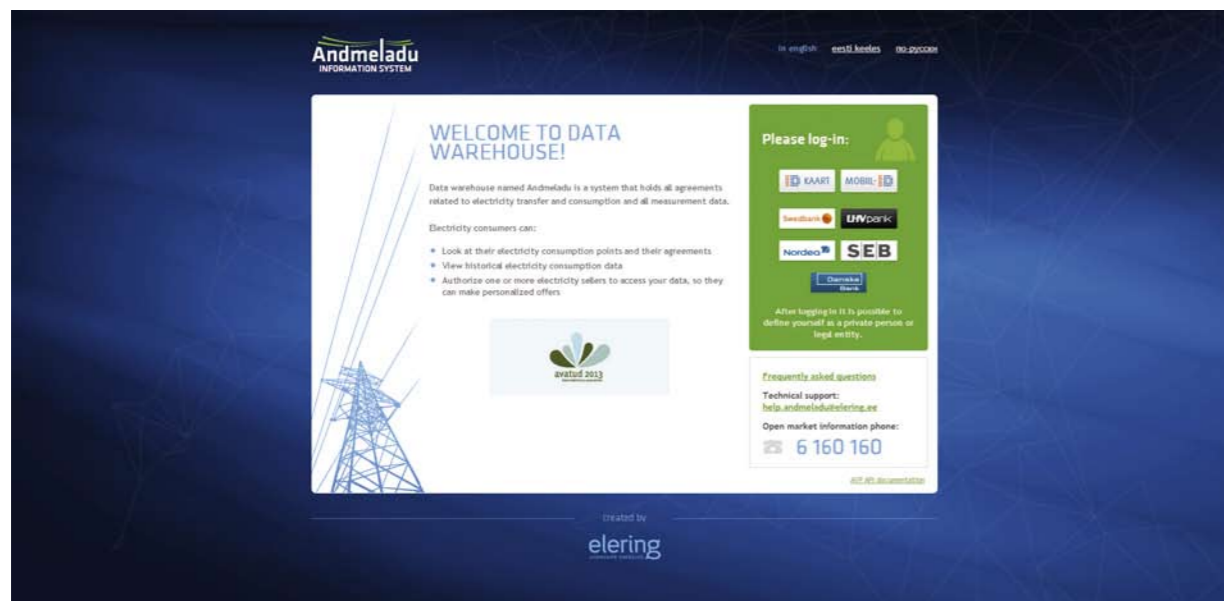 Andmeladu
INFORMATION SYSTEM
in english eesti keeles по-русски
WELCOME TO DATA
WAREHOUSE!
Data warehouse named Andmeladu is a system that holds all agreements
related to electricity transfer and consumption and all measurement data.
Electricity consumers can:
Look at their electricity consumption points and their agreements
View historical electricity consumption data
Authorize one or more electricity sellers to access your data, so they
can make personalized offers
avatud 2013
Please log-in:
ID KAART MOBIIL-ID
Swedbank LHV pank
Nordea SEB
Danske
Bank
After logging in it is possible to
define yourself as a private person or
legal entity.
Frequently asked questions
Technical support:
help.andmeladu@elering.ee
Open market information phone:
6 160 160
API documentation
created by
elering